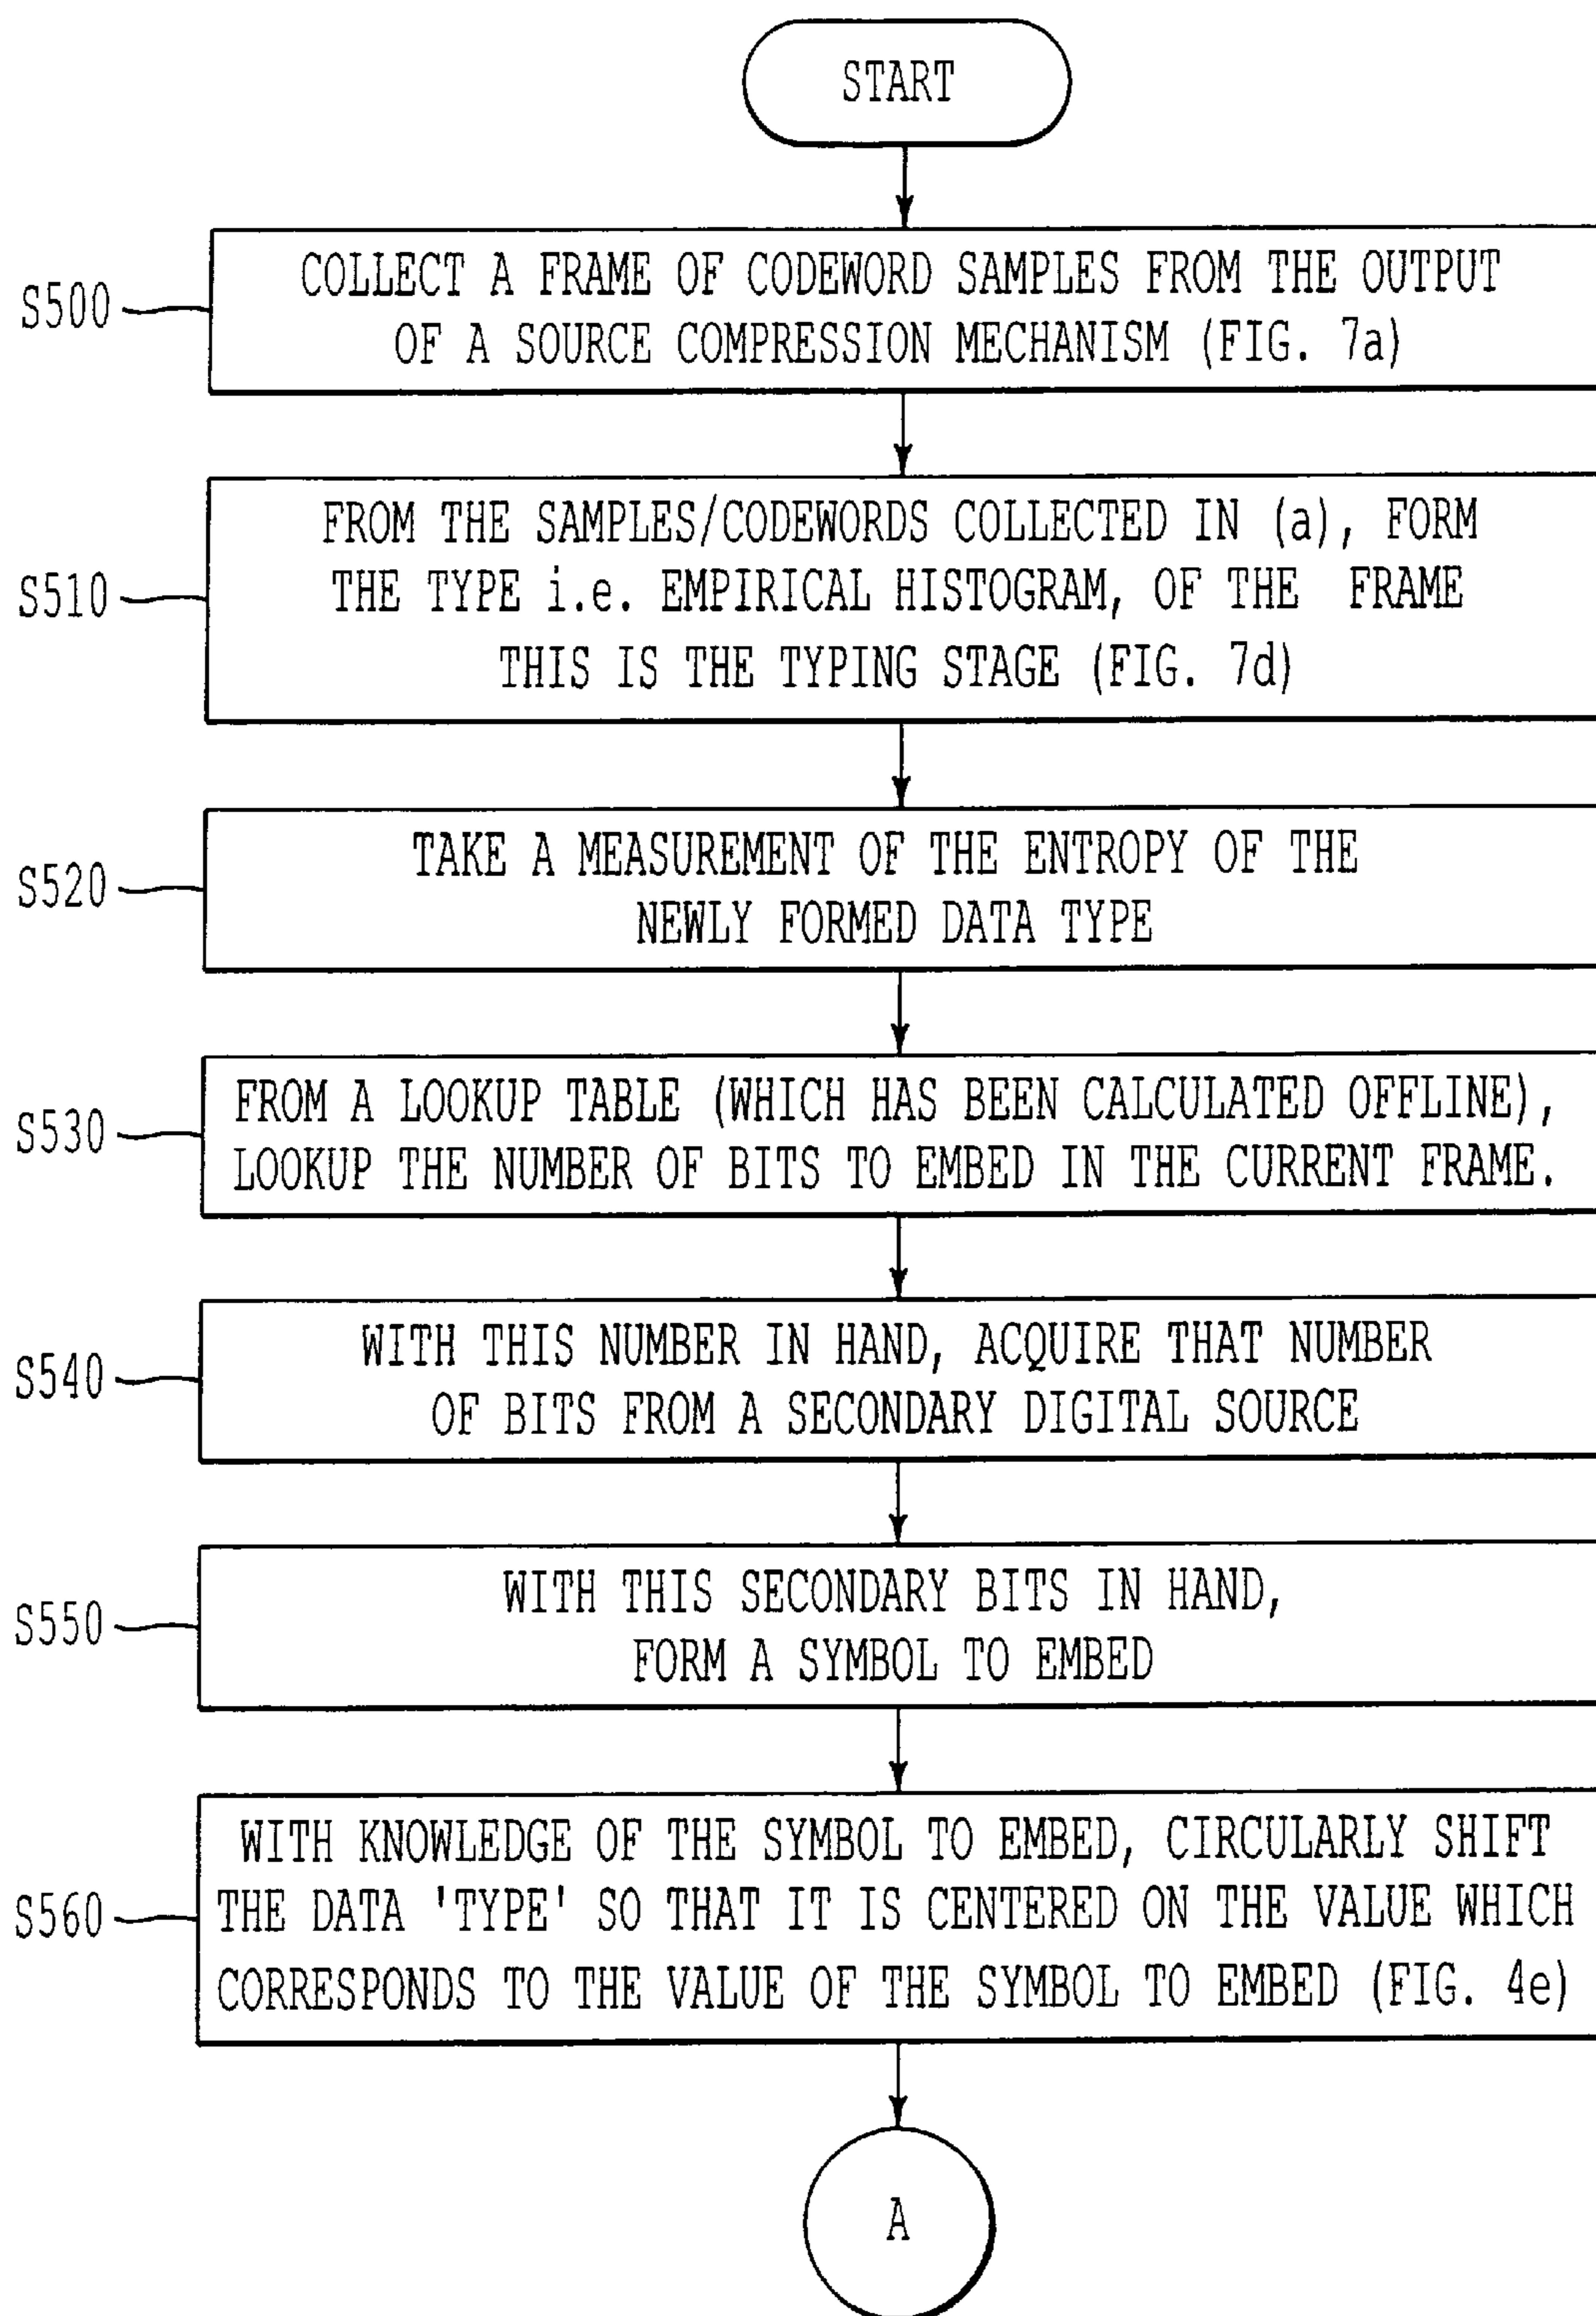 START
S500
COLLECT A FRAME OF CODEWORD SAMPLES FROM THE OUTPUT
OF A SOURCE COMPRESSION MECHANISM (FIG. 7a)
S510
FROM THE SAMPLES/CODEWORDS COLLECTED IN (a), FORM
THE TYPE i.e. EMPIRICAL HISTOGRAM, OF THE FRAME
THIS IS THE TYPING STAGE (FIG. 7d)
S520
TAKE A MEASUREMENT OF THE ENTROPY OF THE
NEWLY FORMED DATA TYPE
S530
FROM A LOOKUP TABLE (WHICH HAS BEEN CALCULATED OFFLINE),
LOOKUP THE NUMBER OF BITS TO EMBED IN THE CURRENT FRAME.
S540
WITH THIS NUMBER IN HAND, ACQUIRE THAT NUMBER
OF BITS FROM A SECONDARY DIGITAL SOURCE
S550
WITH THIS SECONDARY BITS IN HAND,
FORM A SYMBOL TO EMBED
S560
WITH KNOWLEDGE OF THE SYMBOL TO EMBED, CIRCULARLY SHIFT
THE DATA 'TYPE' SO THAT IT IS CENTERED ON THE VALUE WHICH
CORRESPONDS TO THE VALUE OF THE SYMBOL TO EMBED (FIG. 4e)
A